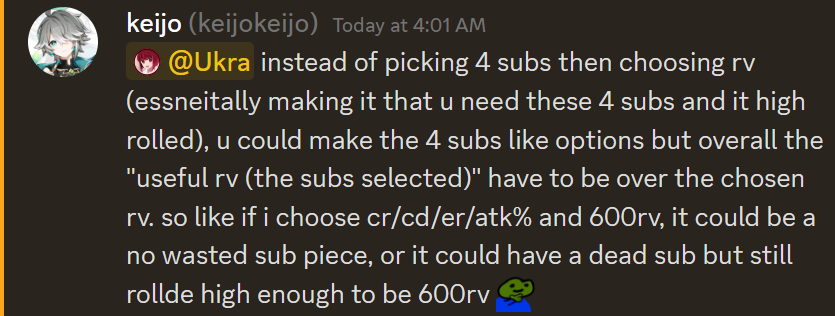 keijo (keijokeijo) Today at 4:01 AM
@Ukra instead of picking 4 subs then choosing rv
(essneitally making it that u need these 4 subs and it high
rolled), u could make the 4 subs like options but overall the
"useful rv (the subs selected)" have to be over the chosen
rv. so like if i choose cr/cd/er/atk% and 600rv, it could be a
no wasted sub piece, or it could have a dead sub but still
rollde high enough to be 600rv